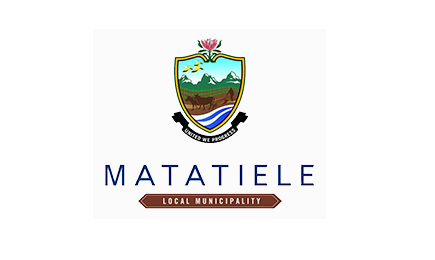 UNITED WE PROGRESS
MATATIELE
LOCAL MUNICIPALITY